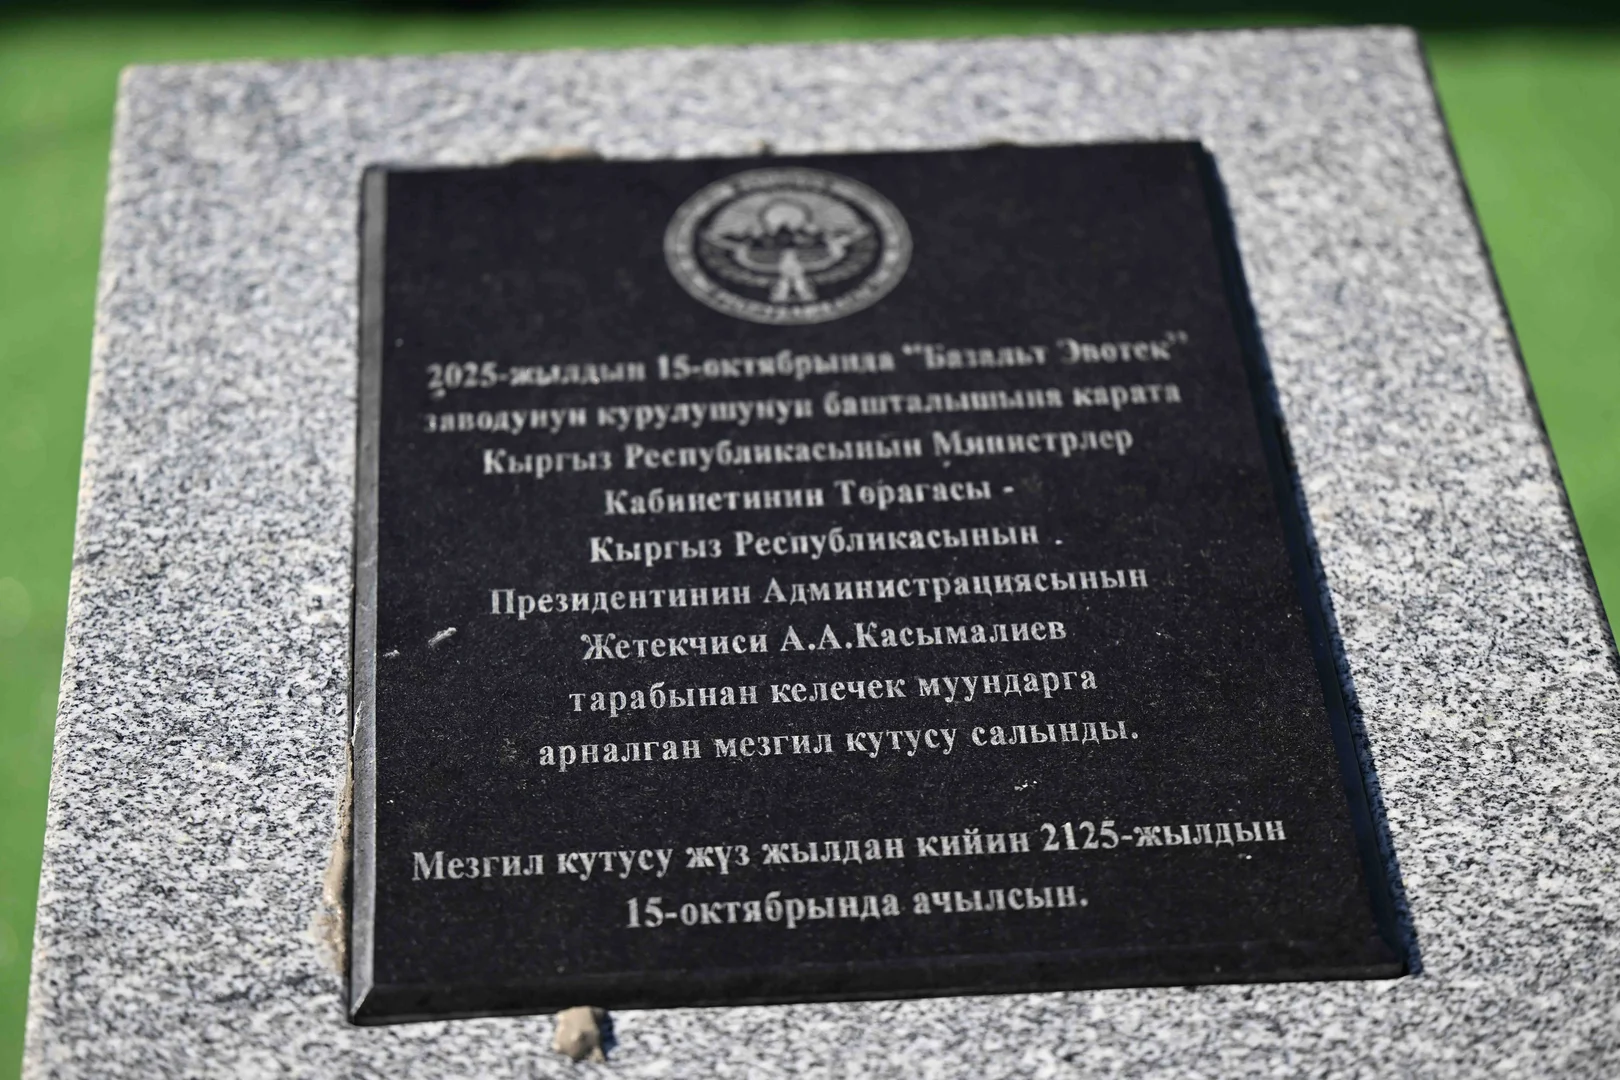 2025-жылдын 15-октябрында “Базальт Эвотек”
заводунун курулушунун башталышына карата
Кыргыз Республикасынын Министрлер
Кабинетинин Төрагасы -
Кыргыз Республикасынын
Президентинин Администрациясынын
Жетекчиси А.А.Касымалиев
тарабынан келечек муундарга
арналган мезгил кутусу салынды.
Мезгил кутусу жүз жылдан кийин 2125-жылдын
15-октябрында ачылсын.